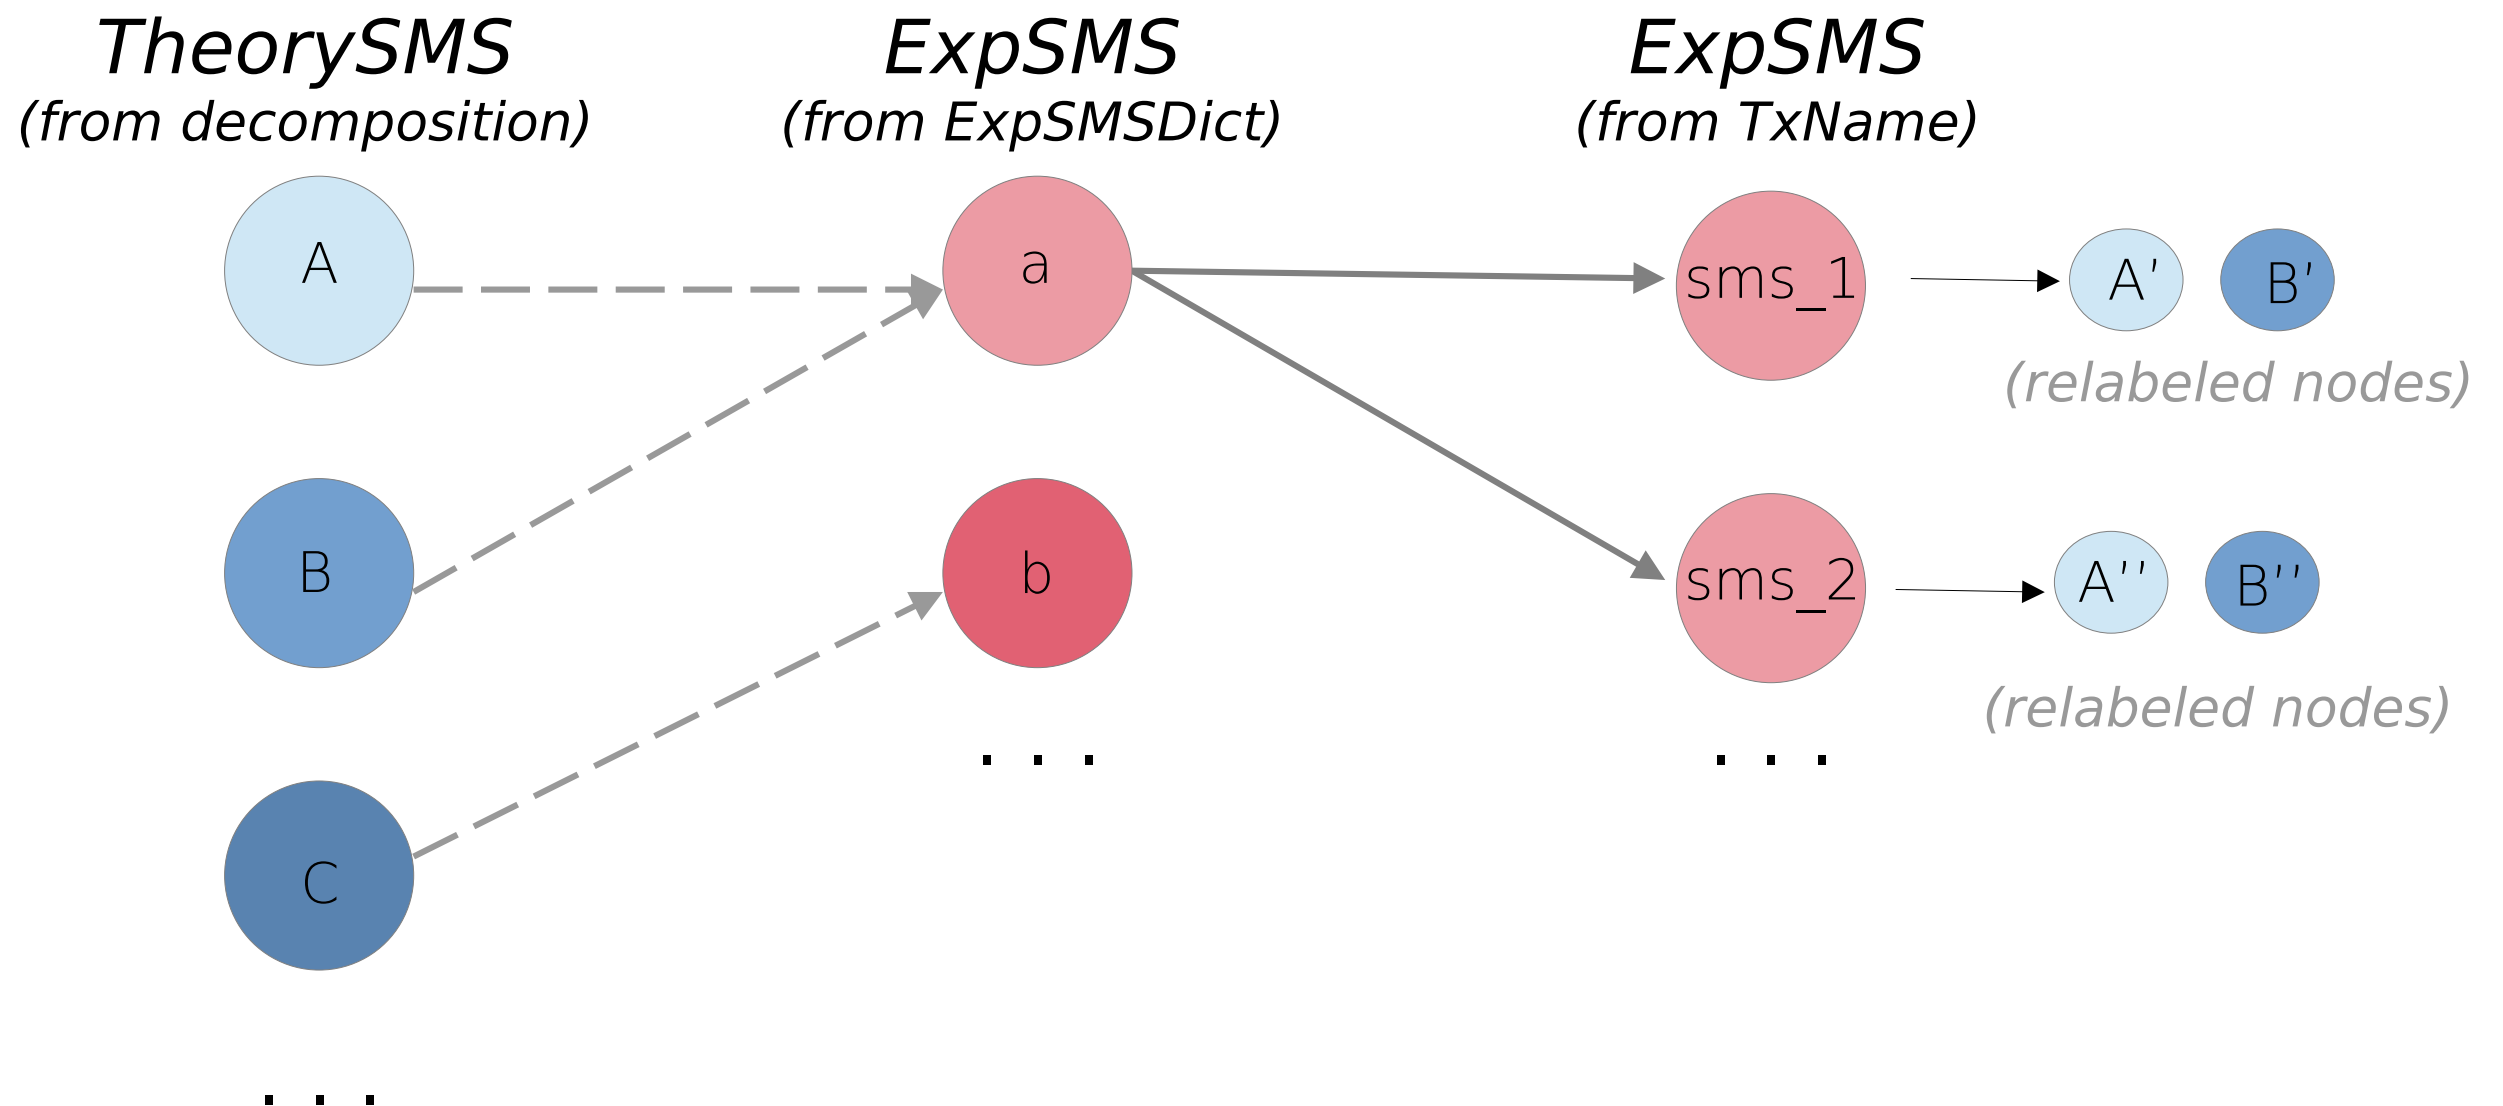 TheorySMS
(from decomposition)
ExpSMS
(from ExpSMSDict)
ExpSMS
(from TxName)
A
a
sms_1
A'
B'
(relabeled nodes)
B
b
sms_2
A''
B''
(relabeled nodes)
. . .
. . .
C
. . .